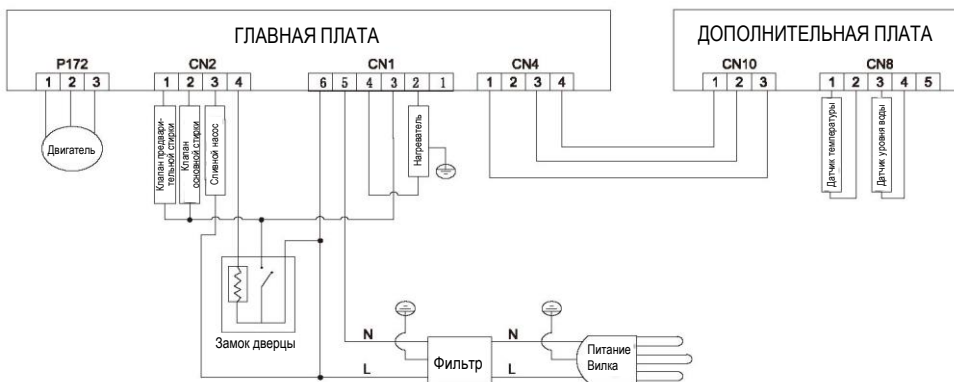 ГЛАВНАЯ ПЛАТА
ДОПОЛНИТЕЛЬНАЯ ПЛАТА
P172
CN2
CN1
CN4
CN10
CN8
1 2 3
1 2 3 4
6 5 4 3 2 1
1 2 3 4
1 2 3
1 2 3 4 5
Двигатель
Клапан предвари-
тельной стирки
Клапан
основной стирки
Сливной насос
Нагреватель
Датчик температуры
Датчик уровня воды
Замок дверцы
N
N
Фильтр
Питание
Вилка
L
L